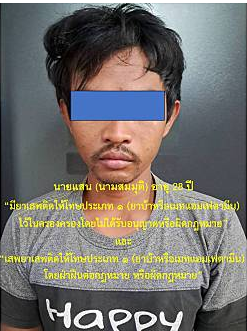 นายแสน (นามสมมุติ) อายุ 28 ปี
"มียาเสพติดให้โทษประเภท ๑ (ยาบ้าหรือเมทแอมเฟตามีน)
ไว้ในครอบครองโดยไม่ได้รับอนุญาตหรือผิดกฎหมาย"
และ
"เสพยาเสพติดให้โทษประเภท ๑ (ยาบ้าหรือเมทแอมเฟตามีน)
โดยฝ่าฝืนต่อกฎหมาย หรือผิดกฎหมาย"
HAPPY